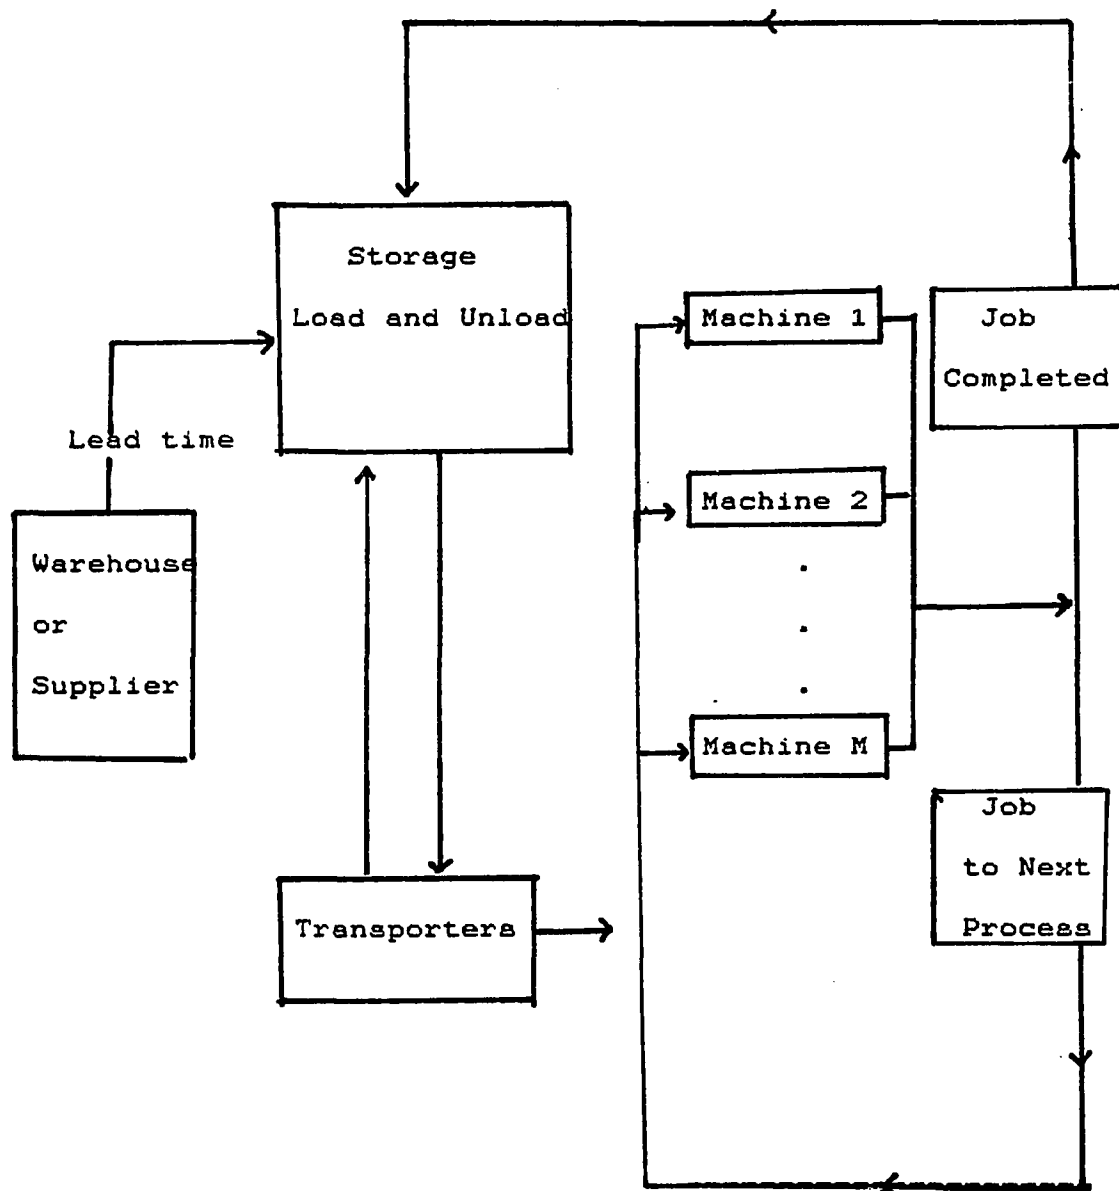 Storage
Load and Unload
Lead time
Warehouse
or
Supplier
Transporters
Machine 1
Machine 2
Machine M
Job
Completed
Job
to Next
Process